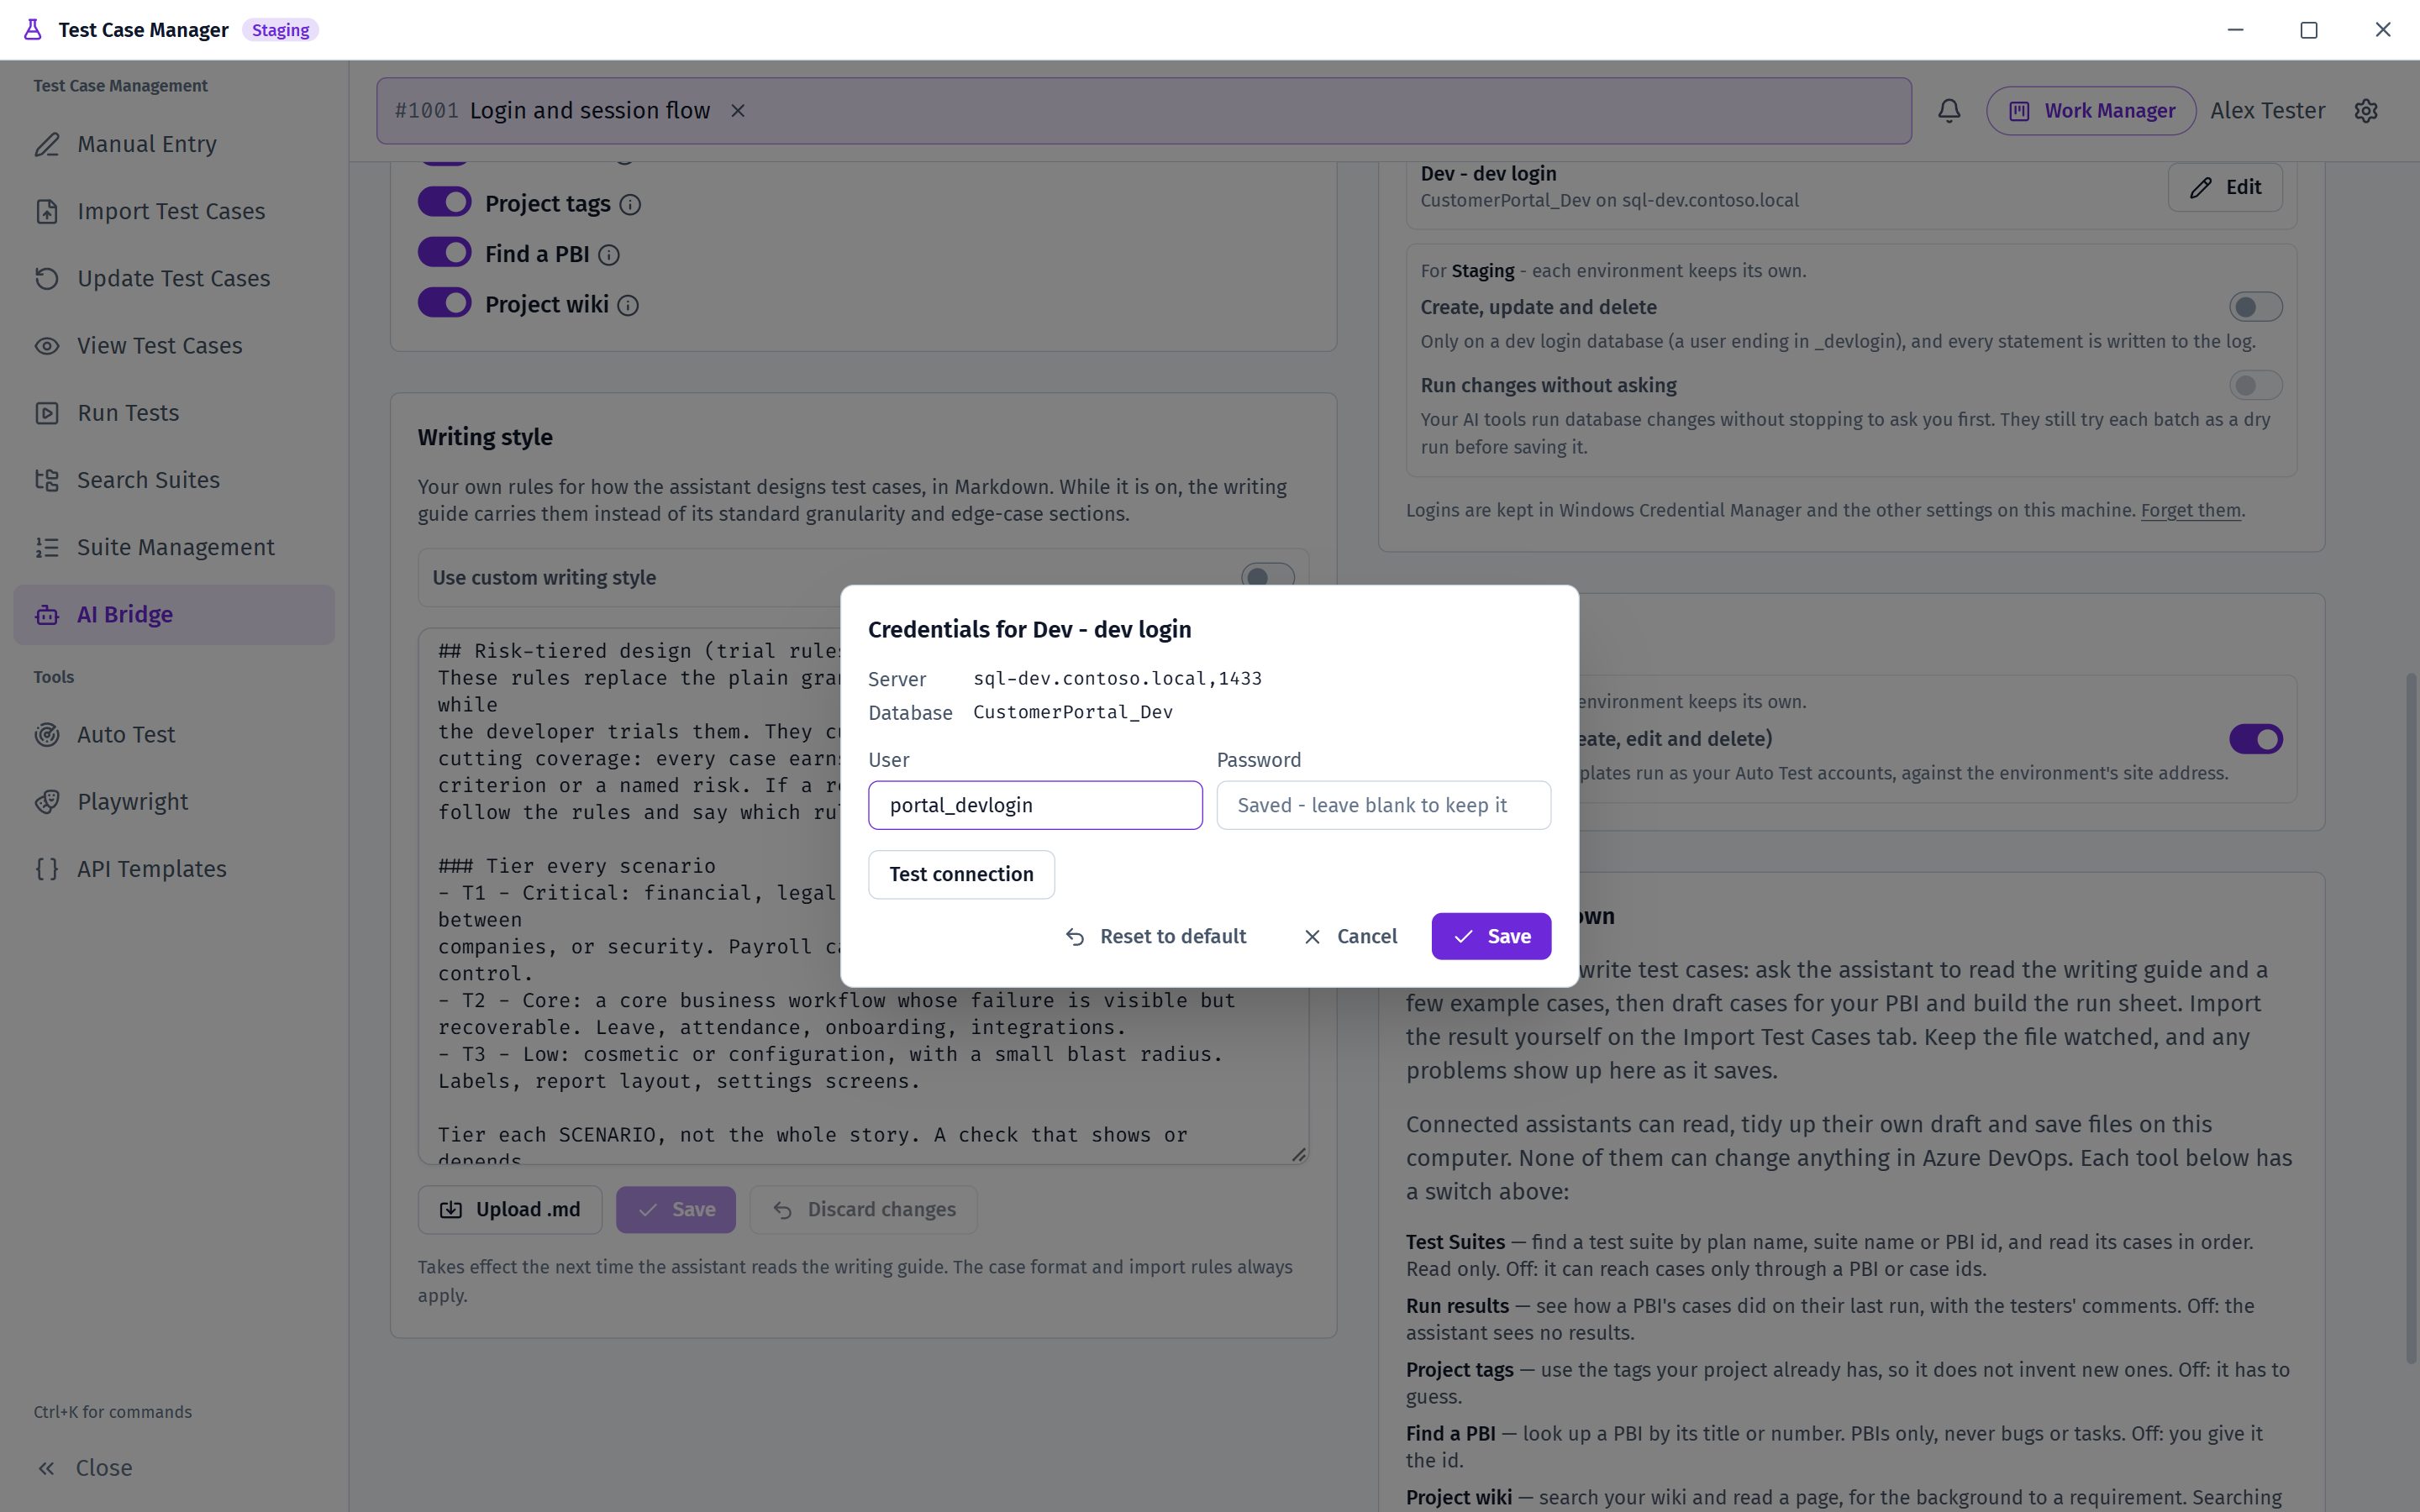 Test Case Manager Staging
Test Case Management
Manual Entry
Import Test Cases
Update Test Cases
View Test Cases
Run Tests
Search Suites
Suite Management
AI Bridge
Tools
Auto Test
Playwright
API Templates
Ctrl+K for commands
Close
#1001 Login and session flow
Work Manager
Alex Tester
Project tags
Find a PBI
Project wiki
Writing style
Your own rules for how the assistant designs test cases, in Markdown. While it is on, the writing
guide carries them instead of its standard granularity and edge-case sections.
Use custom writing style
## Risk-tiered design (trial rules
These rules replace the plain
while
the developer trials them. They
cutting coverage: every case
criterion or a named risk. If a
follow the rules and say which
### Tier every scenario
- T1 - Critical: financial, legal
between
companies, or security. Payroll
control.
- T2 - Core: a core business workflow whose failure is visible but
recoverable. Leave, attendance, onboarding, integrations.
- T3 - Low: cosmetic or configuration, with a small blast radius.
Labels, report layout, settings screens.
Tier each SCENARIO, not the whole story. A check that shows or
depends
Upload .md
Save
Discard changes
Takes effect the next time the assistant reads the writing guide. The case format and import rules always
apply.
Dev - dev login
CustomerPortal_Dev on sql-dev.contoso.local
Edit
For Staging - each environment keeps its own.
Create, update and delete
Only on a dev login database (a user ending in _devlogin), and every statement is written to the log.
Run changes without asking
Your AI tools run database changes without stopping to ask you first. They still try each batch as a dry
run before saving it.
Logins are kept in Windows Credential Manager and the other settings on this machine. Forget them.
environment keeps its own.
edit and delete)
run as your Auto Test accounts, against the environment's site address.
write test cases: ask the assistant to read the writing guide and a
few example cases, then draft cases for your PBI and build the run sheet. Import
the result yourself on the Import Test Cases tab. Keep the file watched, and any
problems show up here as it saves.
Connected assistants can read, tidy up their own draft and save files on this
computer. None of them can change anything in Azure DevOps. Each tool below has
a switch above:
Test Suites — find a test suite by plan name, suite name or PBI id, and read its cases in order.
Read only. Off: it can reach cases only through a PBI or case ids.
Run results — see how a PBI's cases did on their last run, with the testers' comments. Off: the
assistant sees no results.
Project tags — use the tags your project already has, so it does not invent new ones. Off: it has to
guess.
Find a PBI — look up a PBI by its title or number. PBIs only, never bugs or tasks. Off: you give it
the id.
Project wiki — search your wiki and read a page, for the background to a requirement. Searching
Credentials for Dev - dev login
Server sql-dev.contoso.local,1433
Database CustomerPortal_Dev
User
Password
portal_devlogin
Saved - leave blank to keep it
Test connection
Reset to default
Cancel
Save